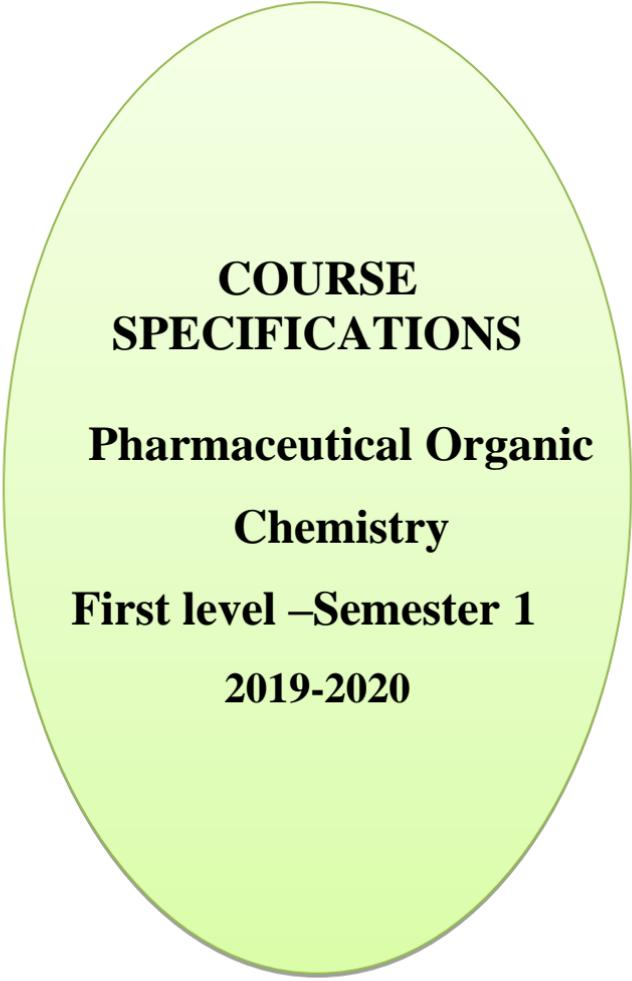 COURSE
SPECIFICATIONS
Pharmaceutical Organic
Chemistry
First level –Semester 1
2019-2020